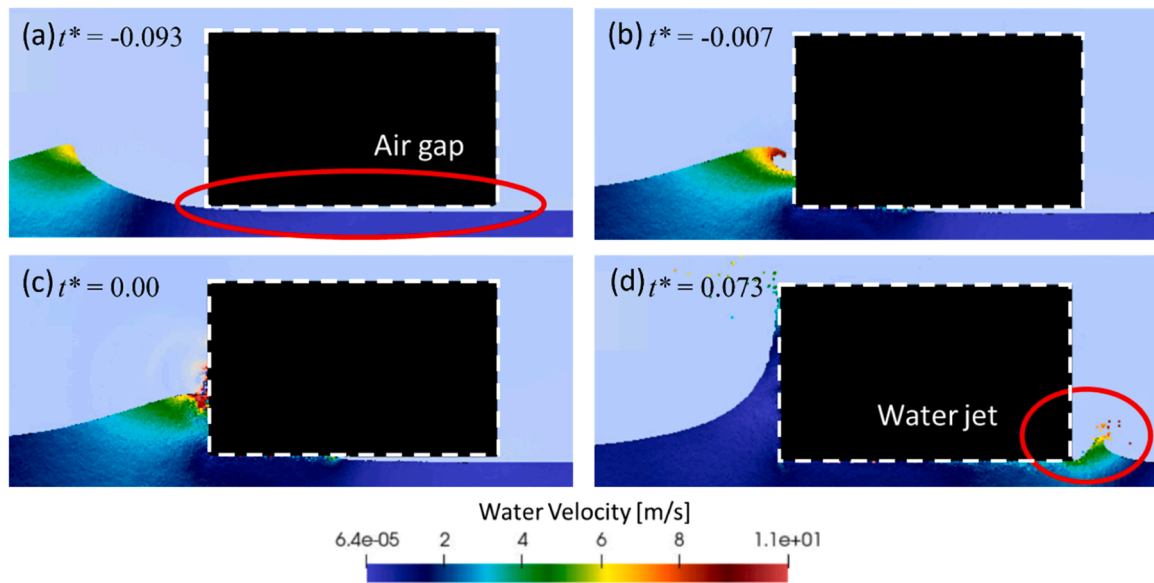 (a) t* = -0.093
Air gap
(b) t* = -0.007
(c) t* = 0.00
(d) t* = 0.073
Water jet
Water Velocity [m/s]
6.4e-05 2 4 6 8 1.1e+01